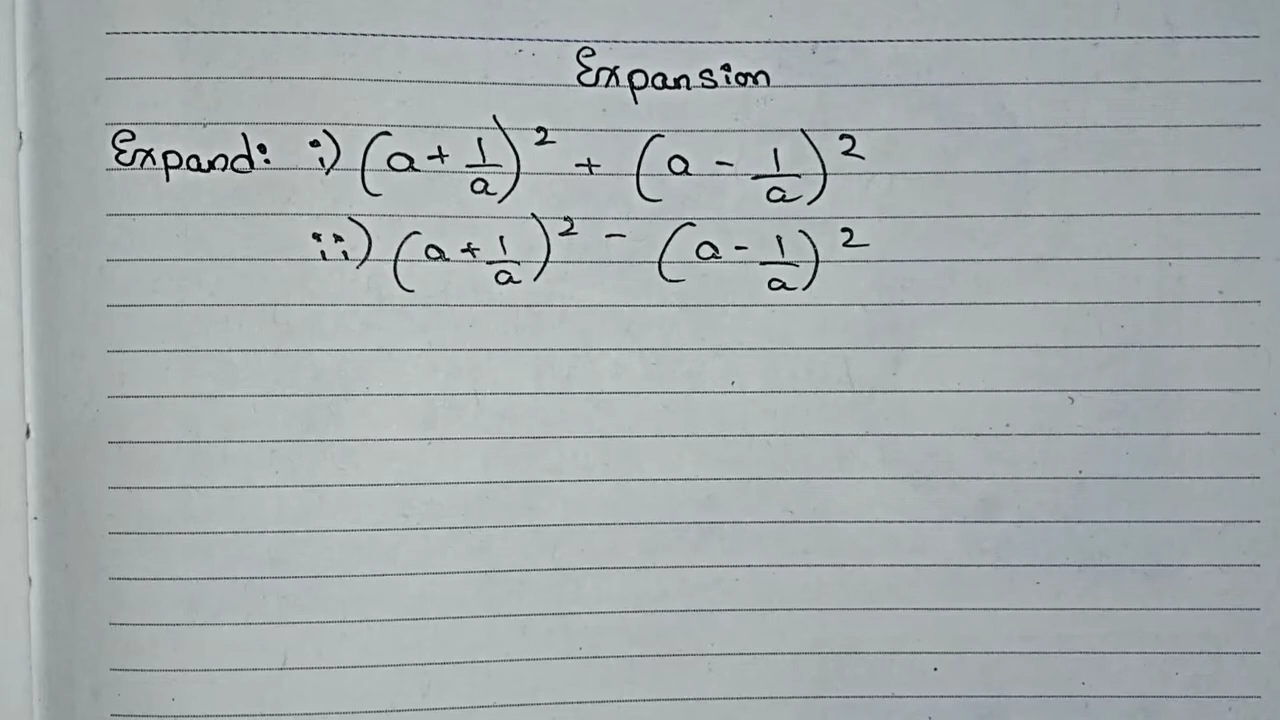 Expansion
Expand: i) (a + 1/a)² + (a - 1/a)²
ii) (a + 1/a)² - (a - 1/a)²